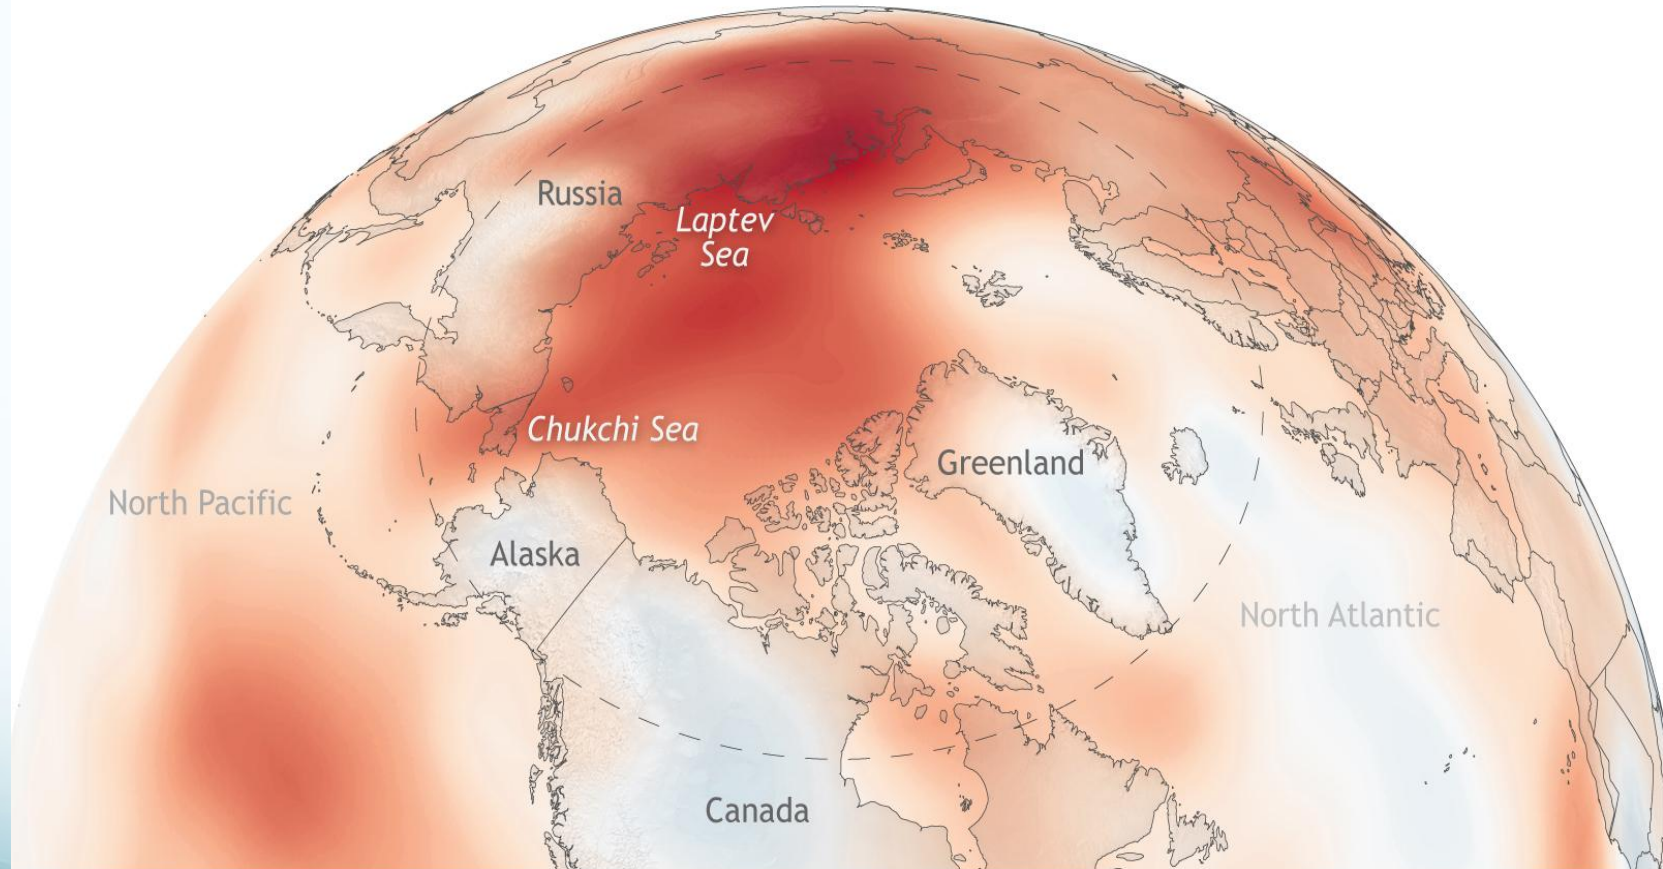 Russia
Laptev
Sea
Chukchi Sea
Greenland
North Pacific
Alaska
North Atlantic
Canada